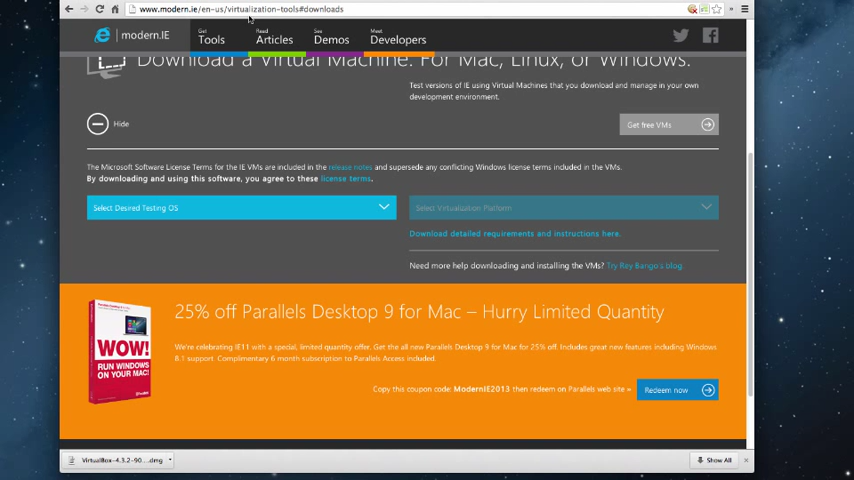 www.modern.ie/en-us/virtualization-tools#downloads
modern.IE
Get
Tools
Read
Articles
See
Demos
Meet
Developers
Download a Virtual Machine. For Mac, Linux, or Windows.
Test versions of IE using Virtual Machines that you download and manage in your own
development environment.
Hide
Get free VMs
The Microsoft Software License Terms for the IE VMs are included in the release notes and supersede any conflicting Windows license terms included in the VMs.
By downloading and using this software, you agree to these license terms.
Select Desired Testing OS
Select Virtualization Platform
Download detailed requirements and instructions here.
Need more help downloading and installing the VMs? Try Rey Bango's blog.
25% off Parallels Desktop 9 for Mac – Hurry Limited Quantity
We're celebrating IE11 with a special, limited quantity offer. Get the all new Parallels Desktop 9 for Mac for 25% off. Includes great new features including Windows
8.1 support. Complimentary 6 month subscription to Parallels Access included.
WOW!
RUN WINDOWS
ON YOUR MAC!
Copy this coupon code: ModernIE2013 then redeem on Parallels web site »
Redeem now
VirtualBox-4.3.2-90....dmg
Show All